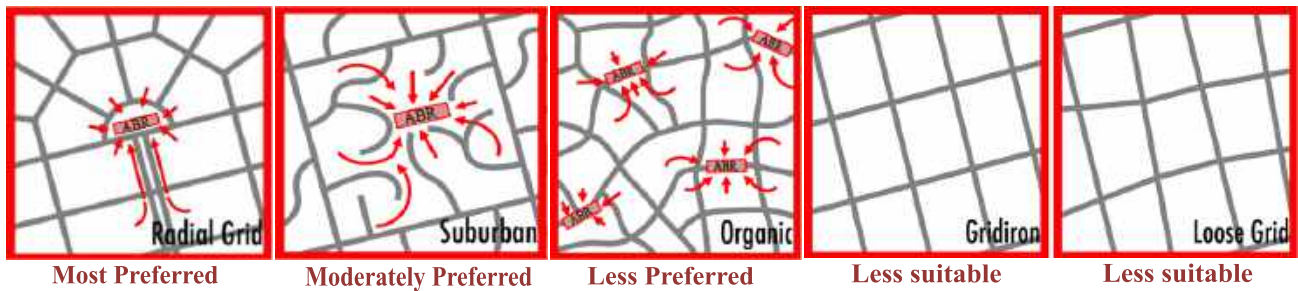 ABR
Radial Grid
ABR
Suburban
ABR
ABR
ABR
ABR
Organic
Gridiron
Loose Grid
Most Preferred
Moderately Preferred
Less Preferred
Less suitable
Less suitable